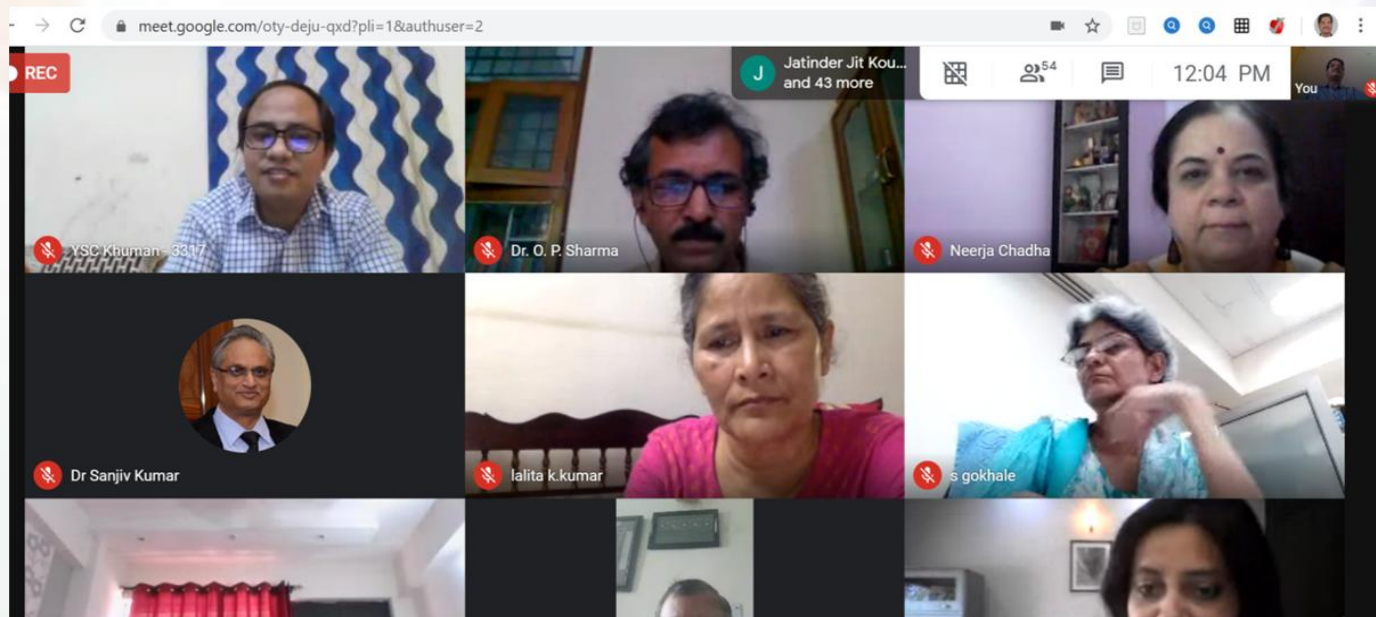 meet.google.com/oty-deju-qxd?pli=1&authuser=2
REC
J
Jatinder Jit Kou...
and 43 more
54
12:04 PM
You
YSC Khuman - 3317
Dr. O. P. Sharma
Neerja Chadha
Dr Sanjiv Kumar
lalita k.kumar
s gokhale